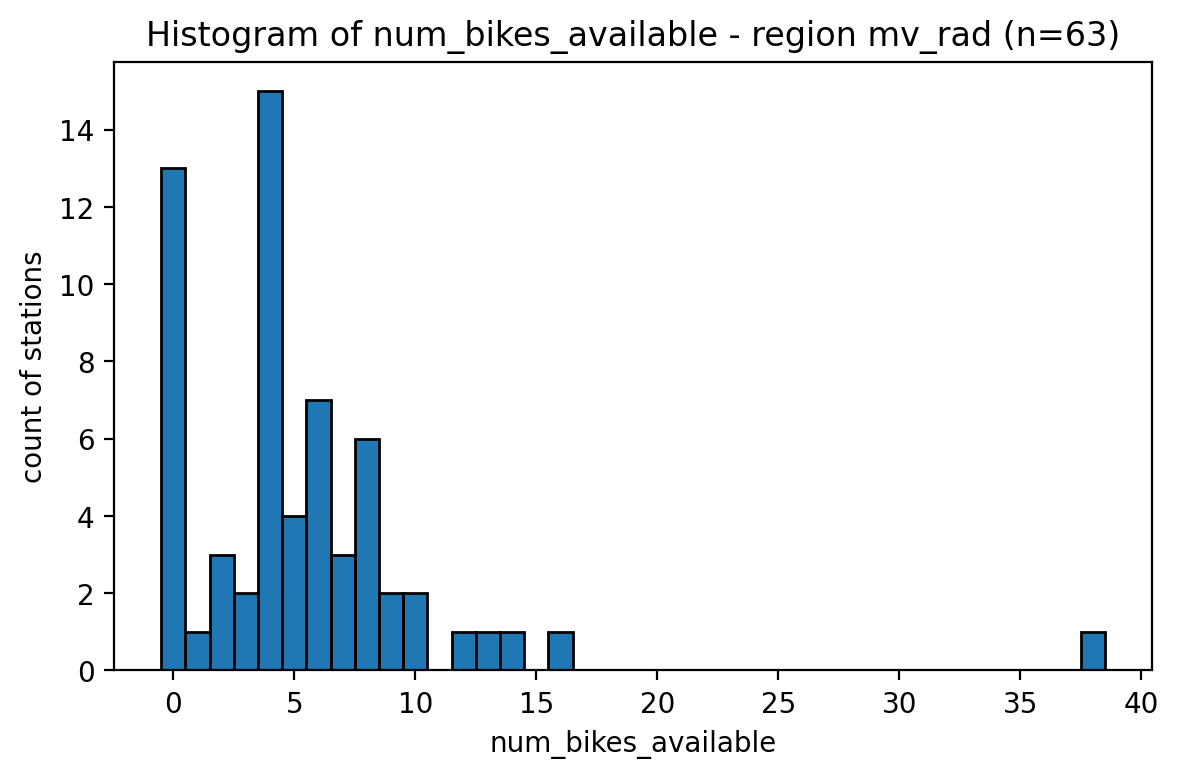 Histogram of num_bikes_available - region mv_rad (n=63)
count of stations
14
12
10
8
6
4
2
0
0 5 10 15 20 25 30 35 40
num_bikes_available